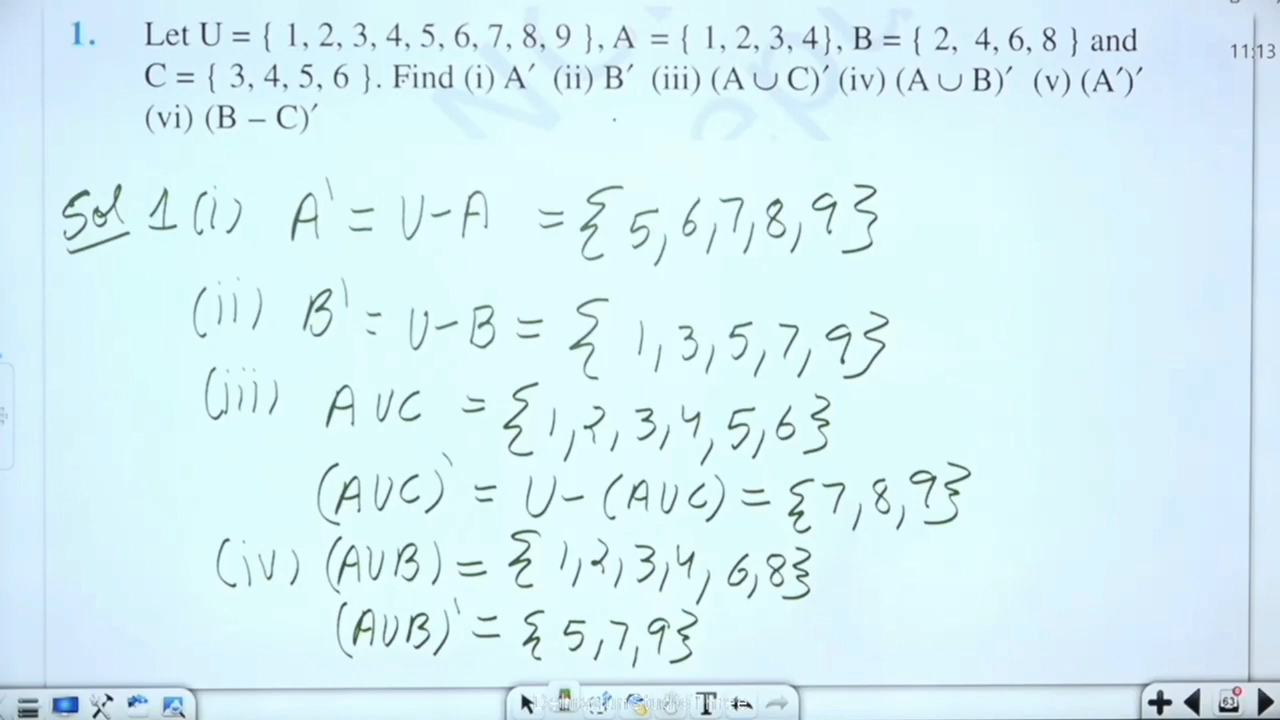 1. Let U = { 1, 2, 3, 4, 5, 6, 7, 8, 9 }, A = { 1, 2, 3, 4}, B = { 2, 4, 6, 8 } and
11:13
C = { 3, 4, 5, 6 }. Find (i) A′ (ii) B′ (iii) (A ∪ C)′ (iv) (A ∪ B)′ (v) (A′)′
(vi) (B – C)′
Sol 1 (i) A' = U - A = {5, 6, 7, 8, 9}
(ii) B' = U - B = { 1, 3, 5, 7, 9}
(iii) A ∪ C = {1, 2, 3, 4, 5, 6}
(A ∪ C)' = U - (A ∪ C) = {7, 8, 9}
(iv) (A ∪ B) = { 1, 2, 3, 4, 6, 8}
(A ∪ B)' = { 5, 7, 9}
63